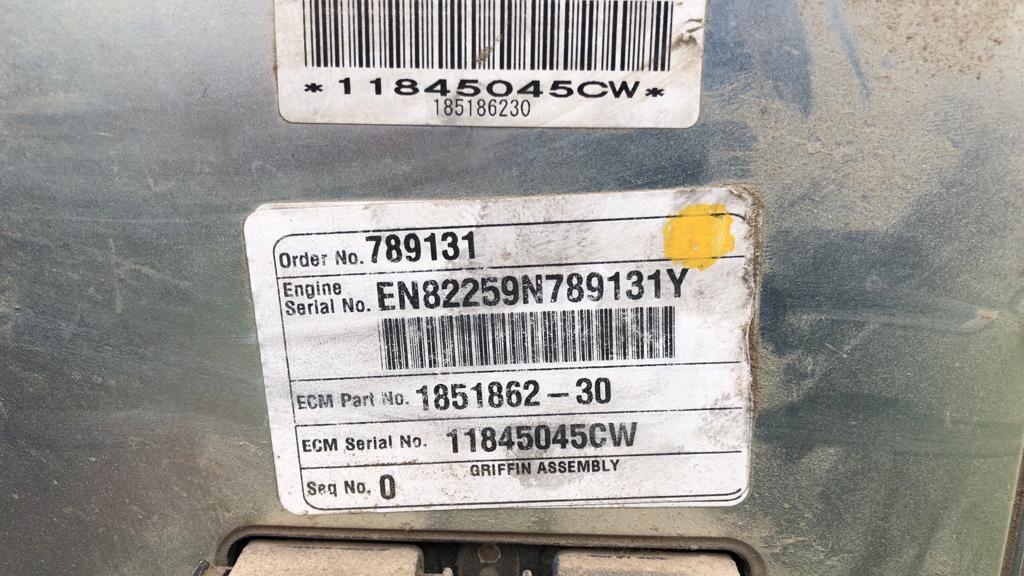 *11845045CW*
185186230
Order No. 789131
Engine
Serial No. EN82259N789131Y
ECM Part No. 1851862-30
ECM Serial No. 11845045CW
GRIFFIN ASSEMBLY
Seq No. 0